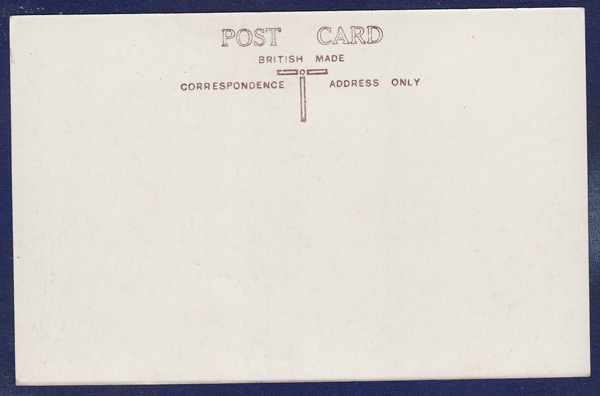 POST CARD
BRITISH MADE
CORRESPONDENCE ADDRESS ONLY